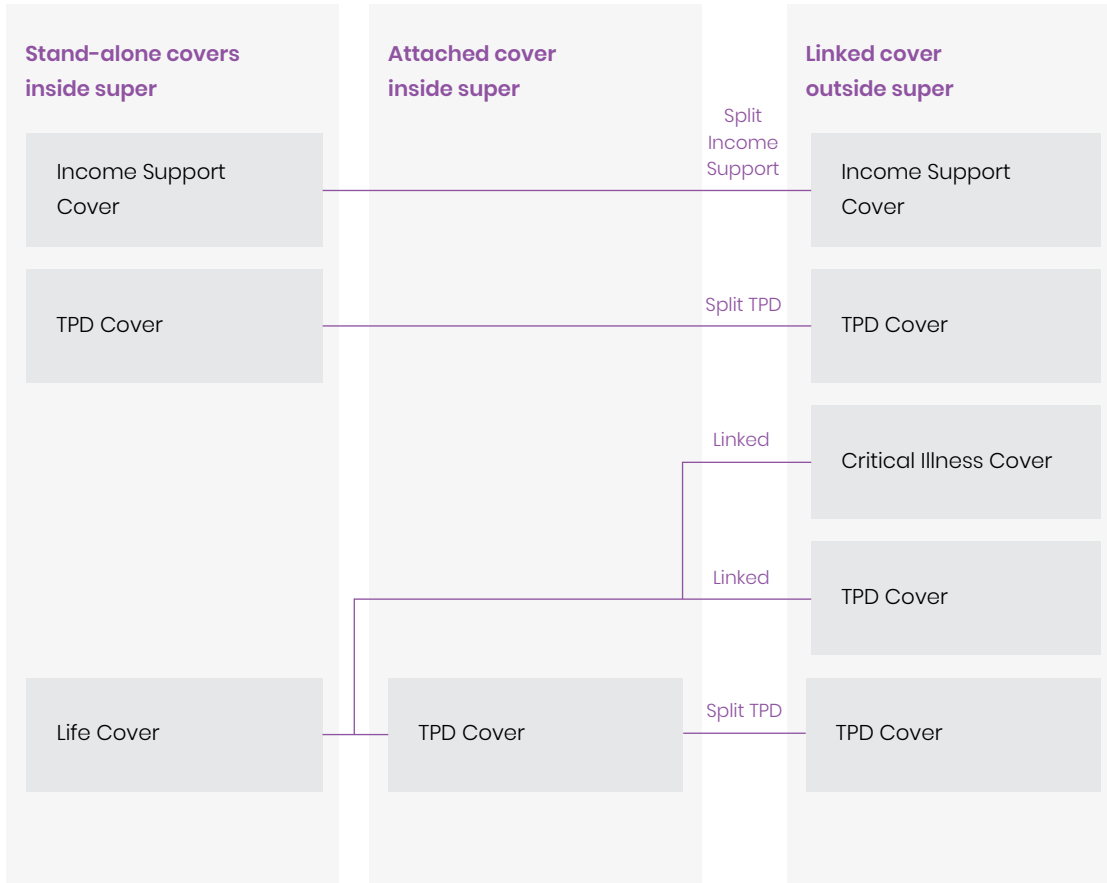 Stand-alone covers
inside super
Attached cover
inside super
Linked cover
outside super
Income Support
Cover
Split
Income
Support
Income Support
Cover
TPD Cover
Split TPD
TPD Cover
Linked
Critical Illness Cover
Linked
TPD Cover
Life Cover
TPD Cover
Split TPD
TPD Cover